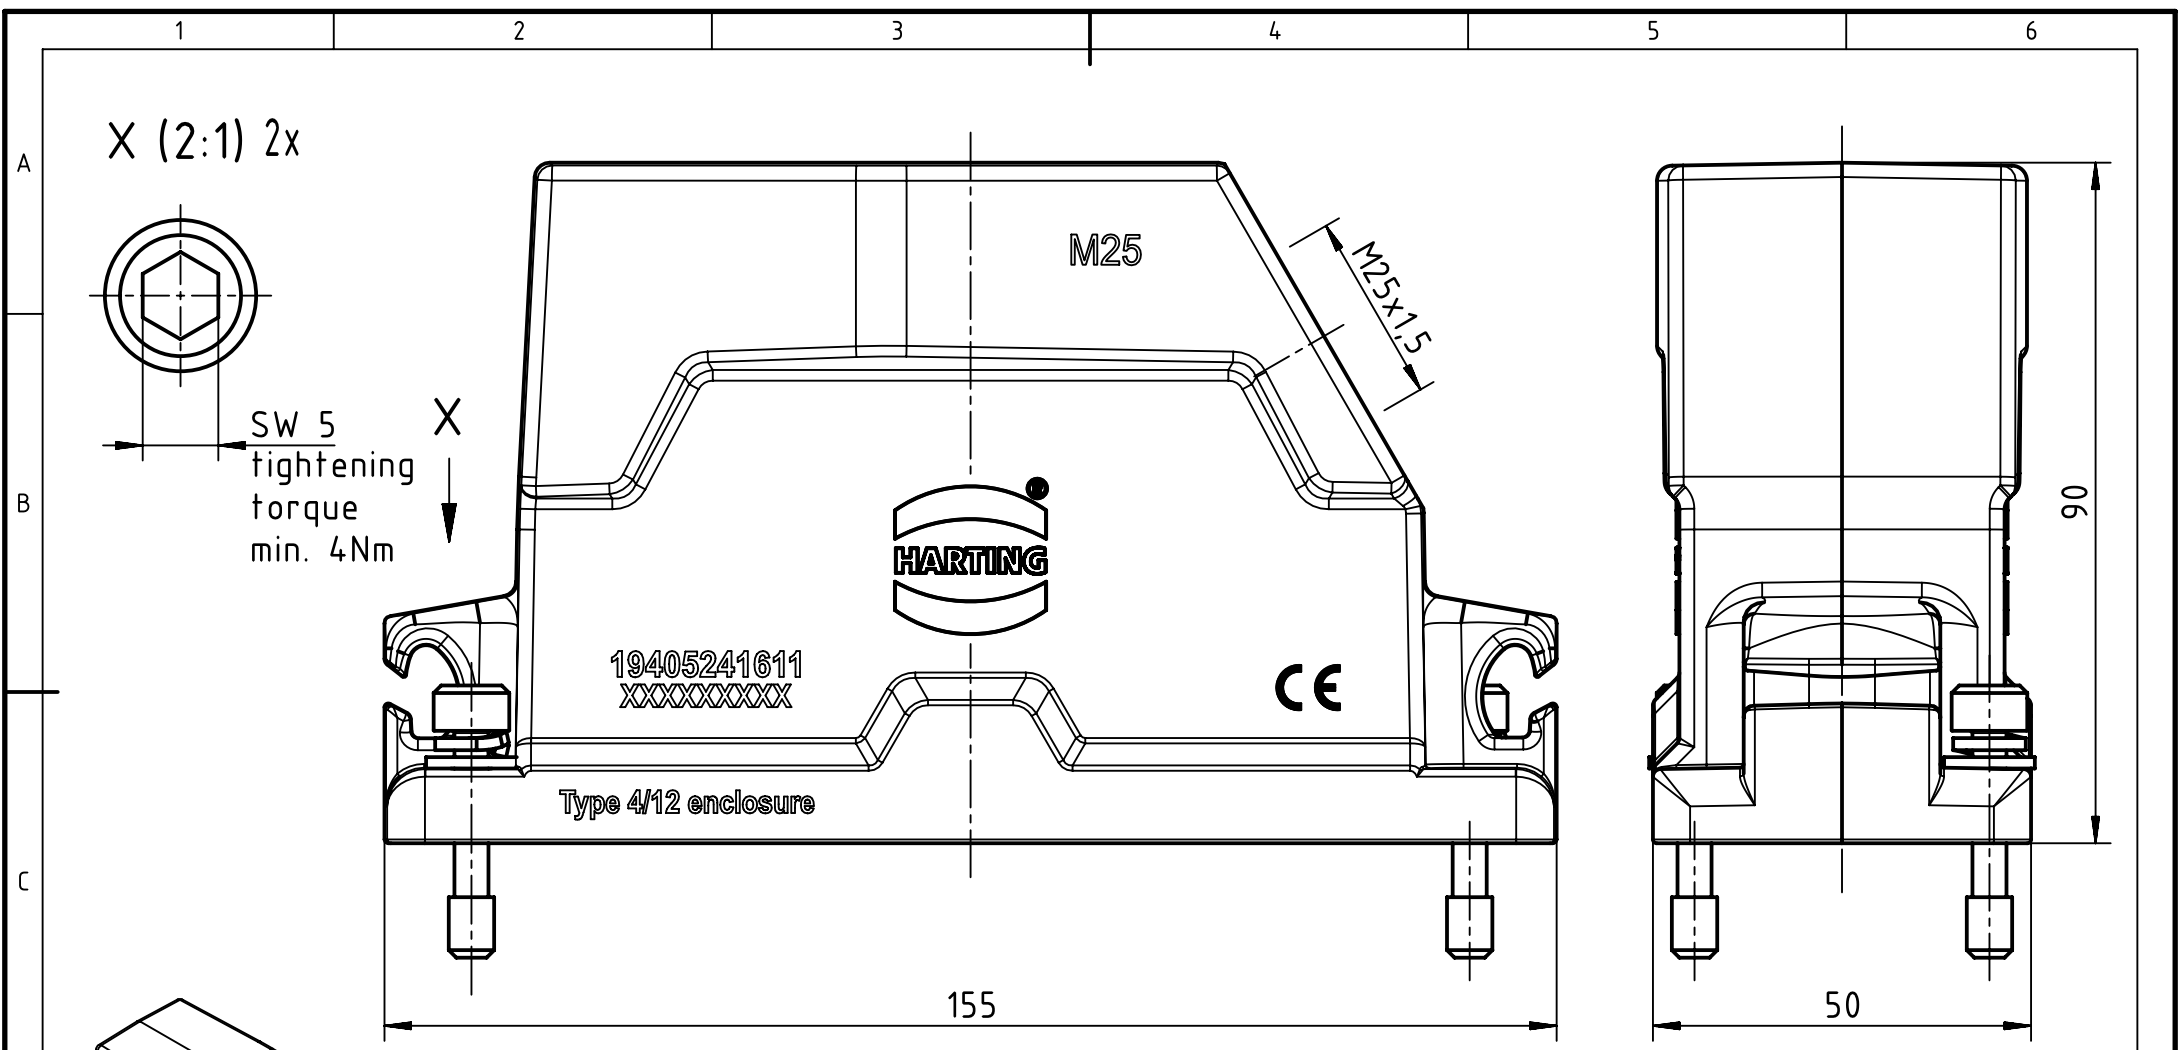 1 2 3 4 5 6
A
X (2:1) 2x
M25
M25x1,5
SW 5
tightening
torque
min. 4Nm
X
B
90
®
HARTING
19405241611
XXXXXXXXXX
CE
Type 4/12 enclosure
C
155
50